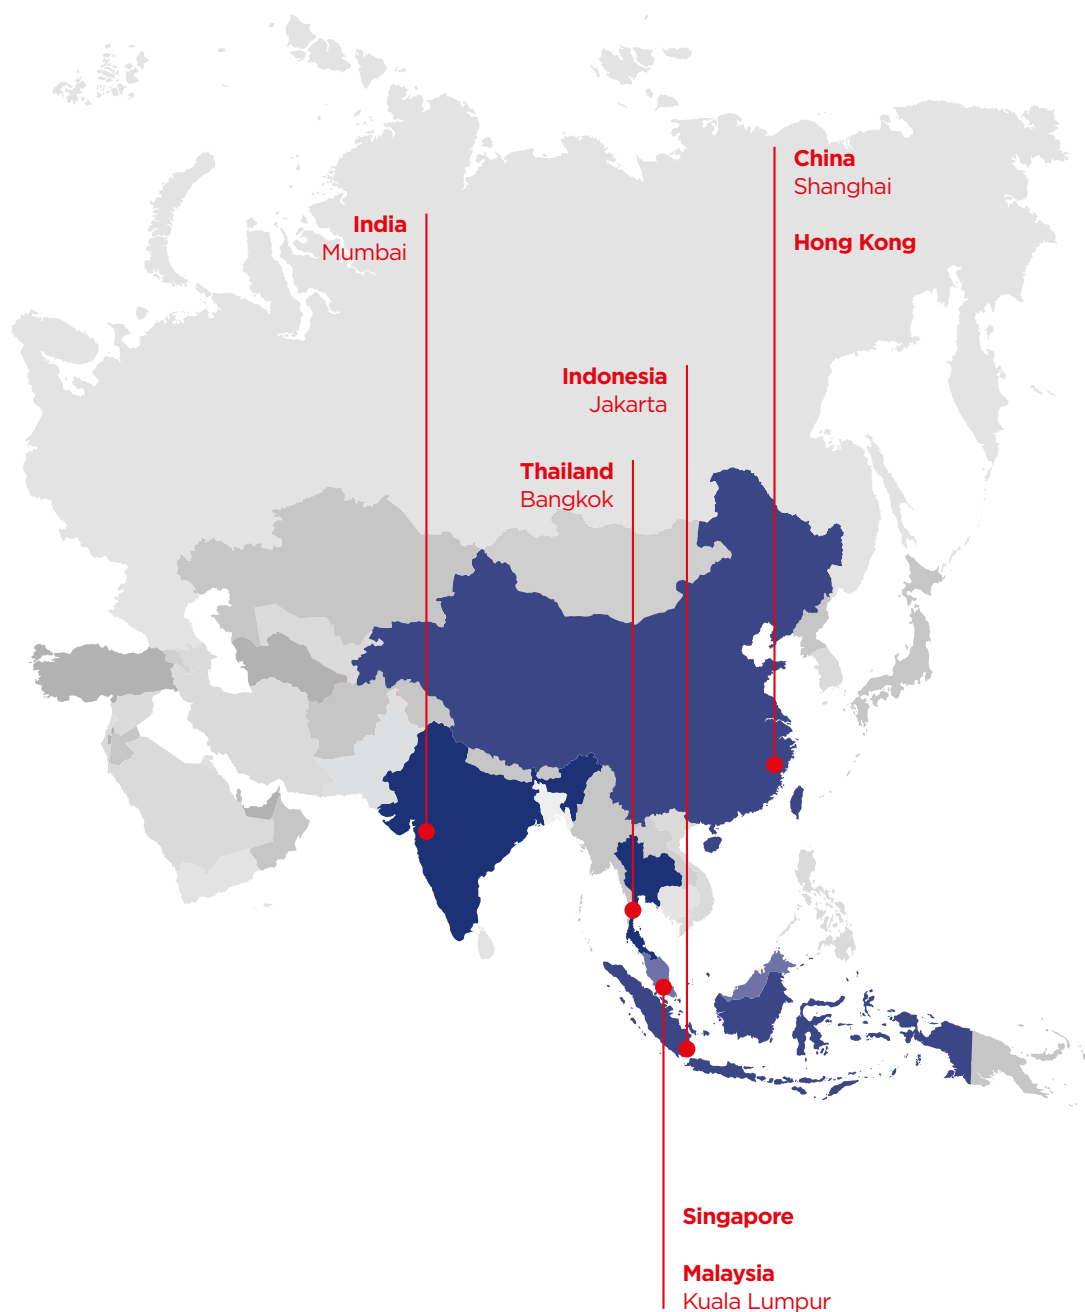 China
Shanghai
Hong Kong
India
Mumbai
Indonesia
Jakarta
Thailand
Bangkok
Singapore
Malaysia
Kuala Lumpur